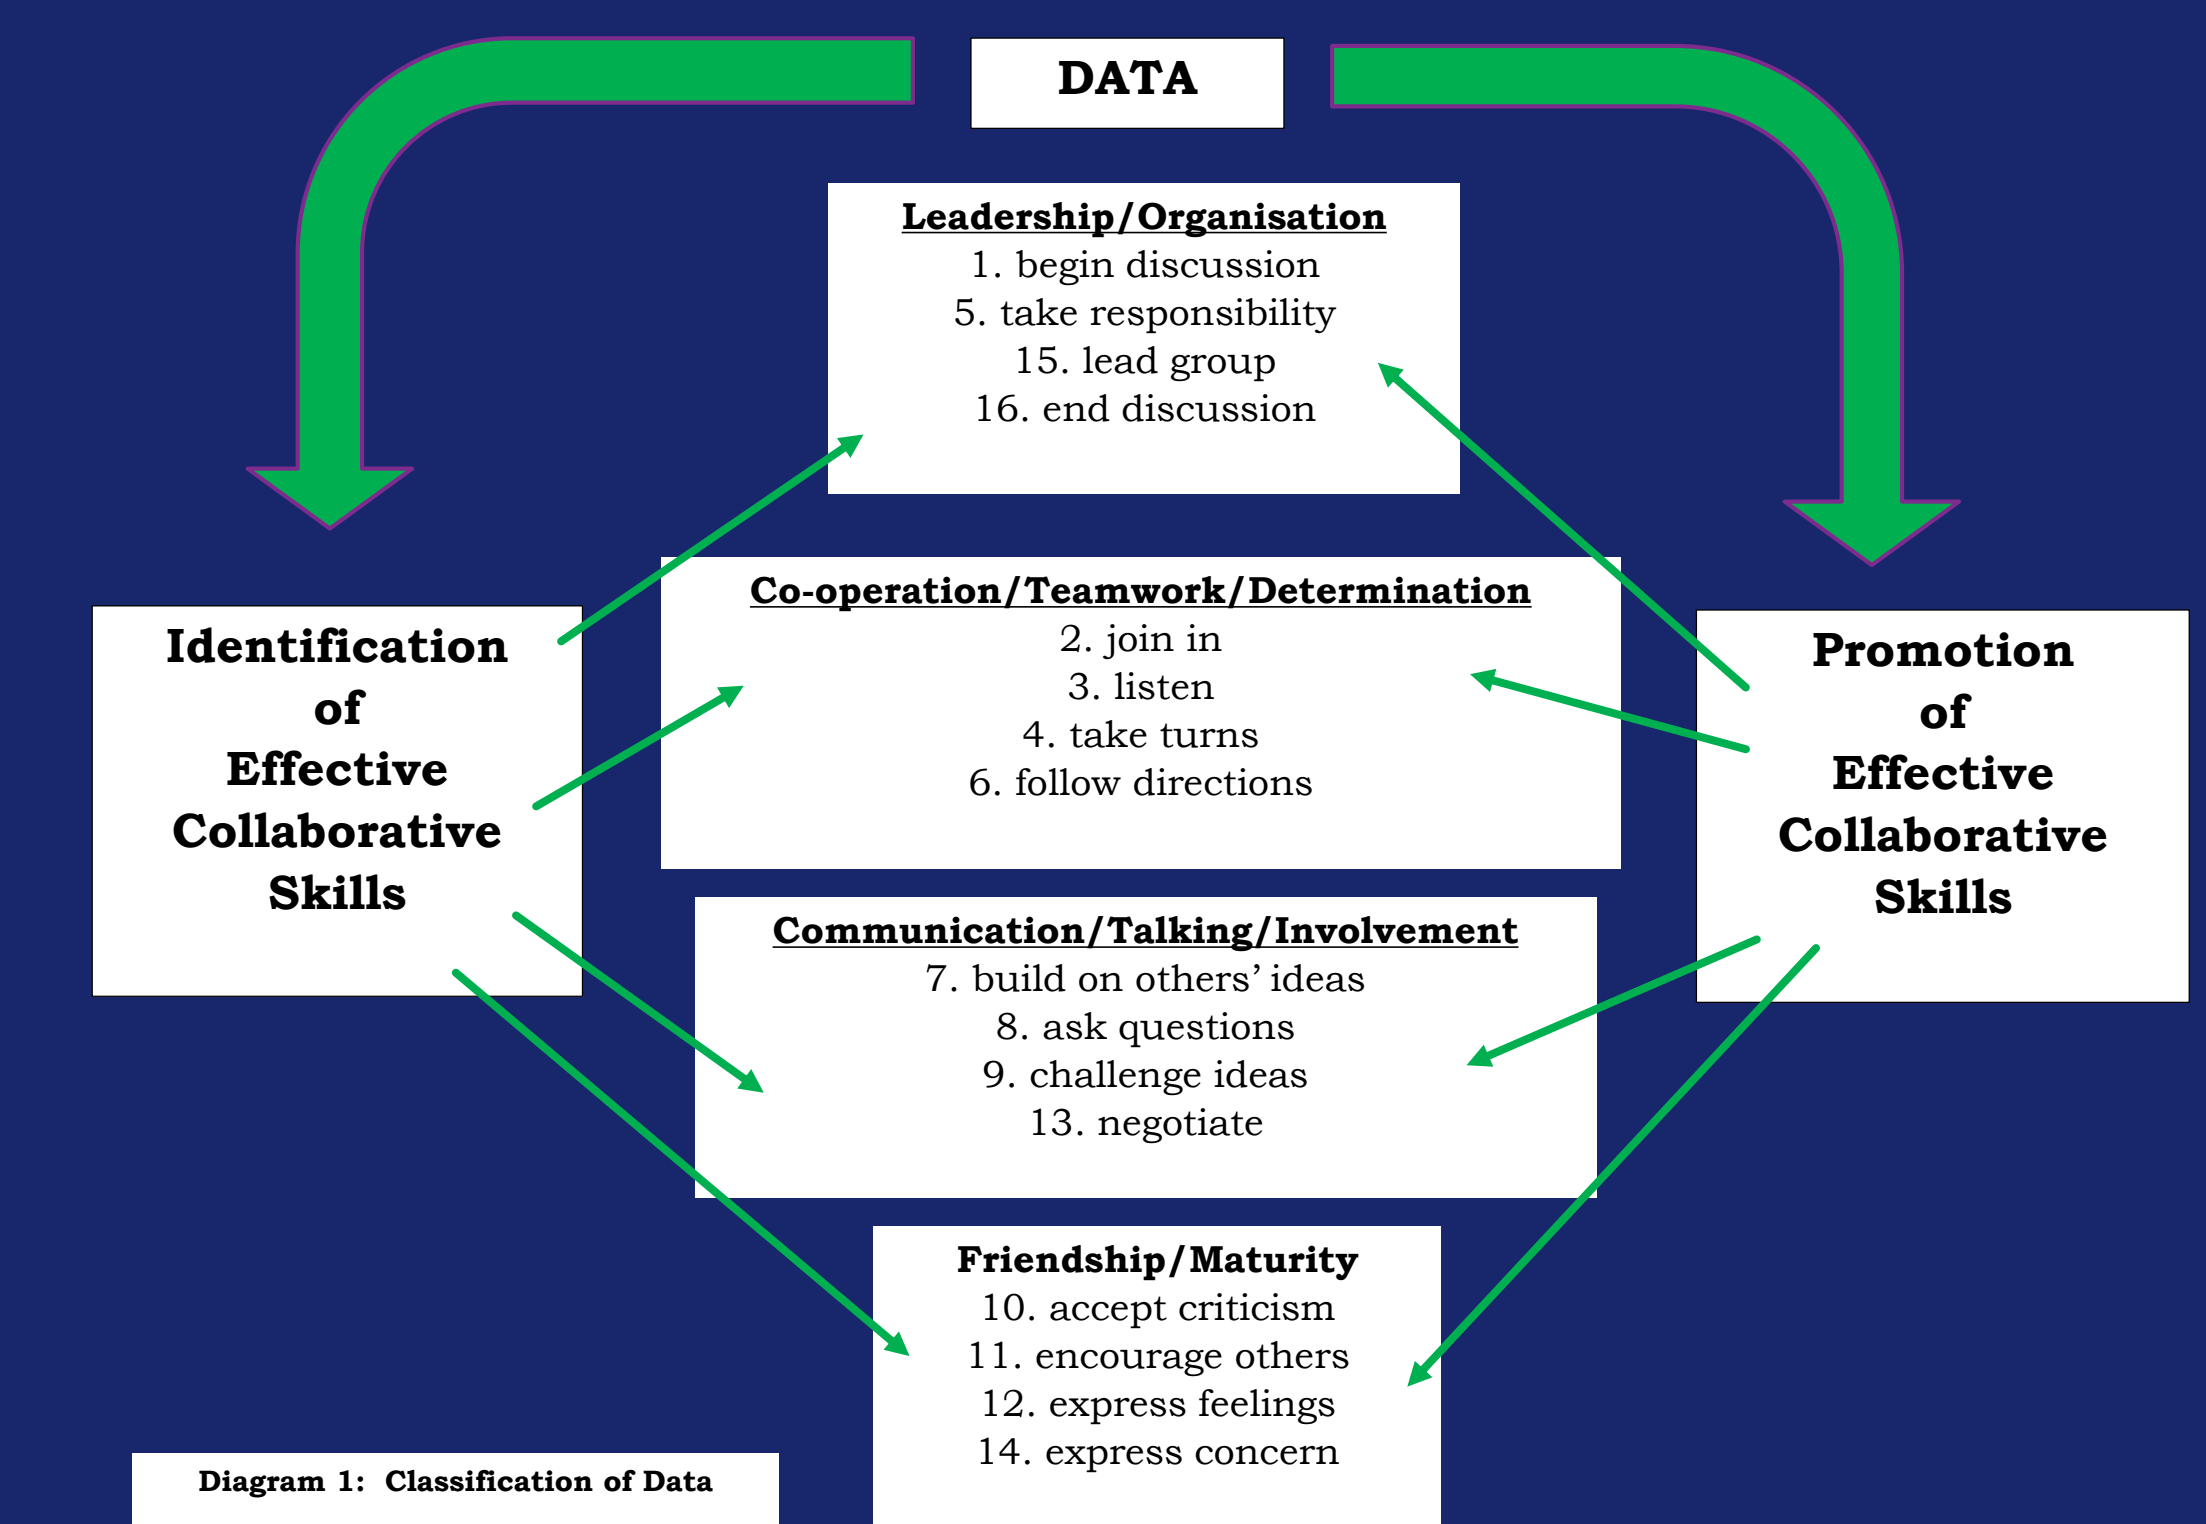 DATA
Leadership/Organisation
1. begin discussion
5. take responsibility
15. lead group
16. end discussion
Identification
of
Effective
Collaborative
Skills
Co-operation/Teamwork/Determination
2. join in
3. listen
4. take turns
6. follow directions
Promotion
of
Effective
Collaborative
Skills
Communication/Talking/Involvement
7. build on others’ ideas
8. ask questions
9. challenge ideas
13. negotiate
Friendship/Maturity
10. accept criticism
11. encourage others
12. express feelings
14. express concern
Diagram 1:  Classification of Data